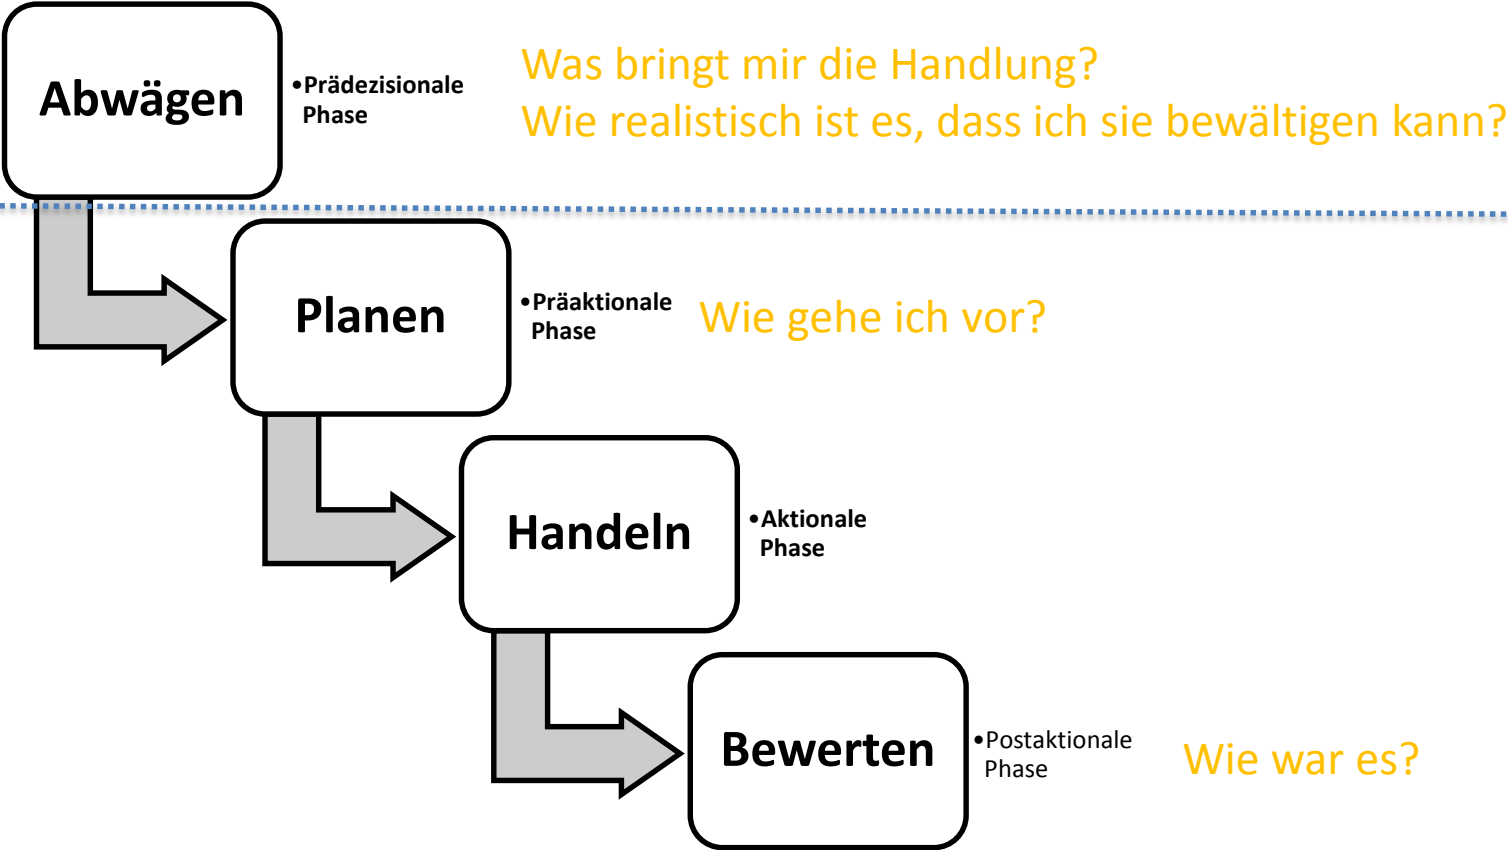 Abwägen
•Prädezisionale
Phase
Was bringt mir die Handlung?
Wie realistisch ist es, dass ich sie bewältigen kann?
Planen
•Präaktionale
Phase
Wie gehe ich vor?
Handeln
•Aktionale
Phase
Bewerten
•Postaktionale
Phase
Wie war es?